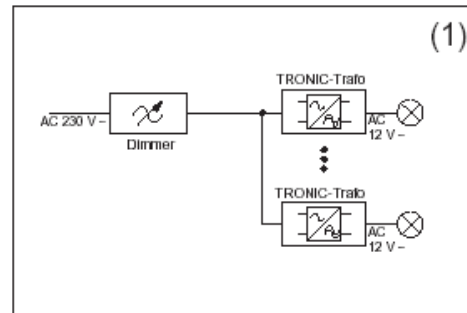 (1)
TRONIC-Trafo
AC 230 V~
Dimmer
AC
12 V~
TRONIC-Trafo
AC
12 V~